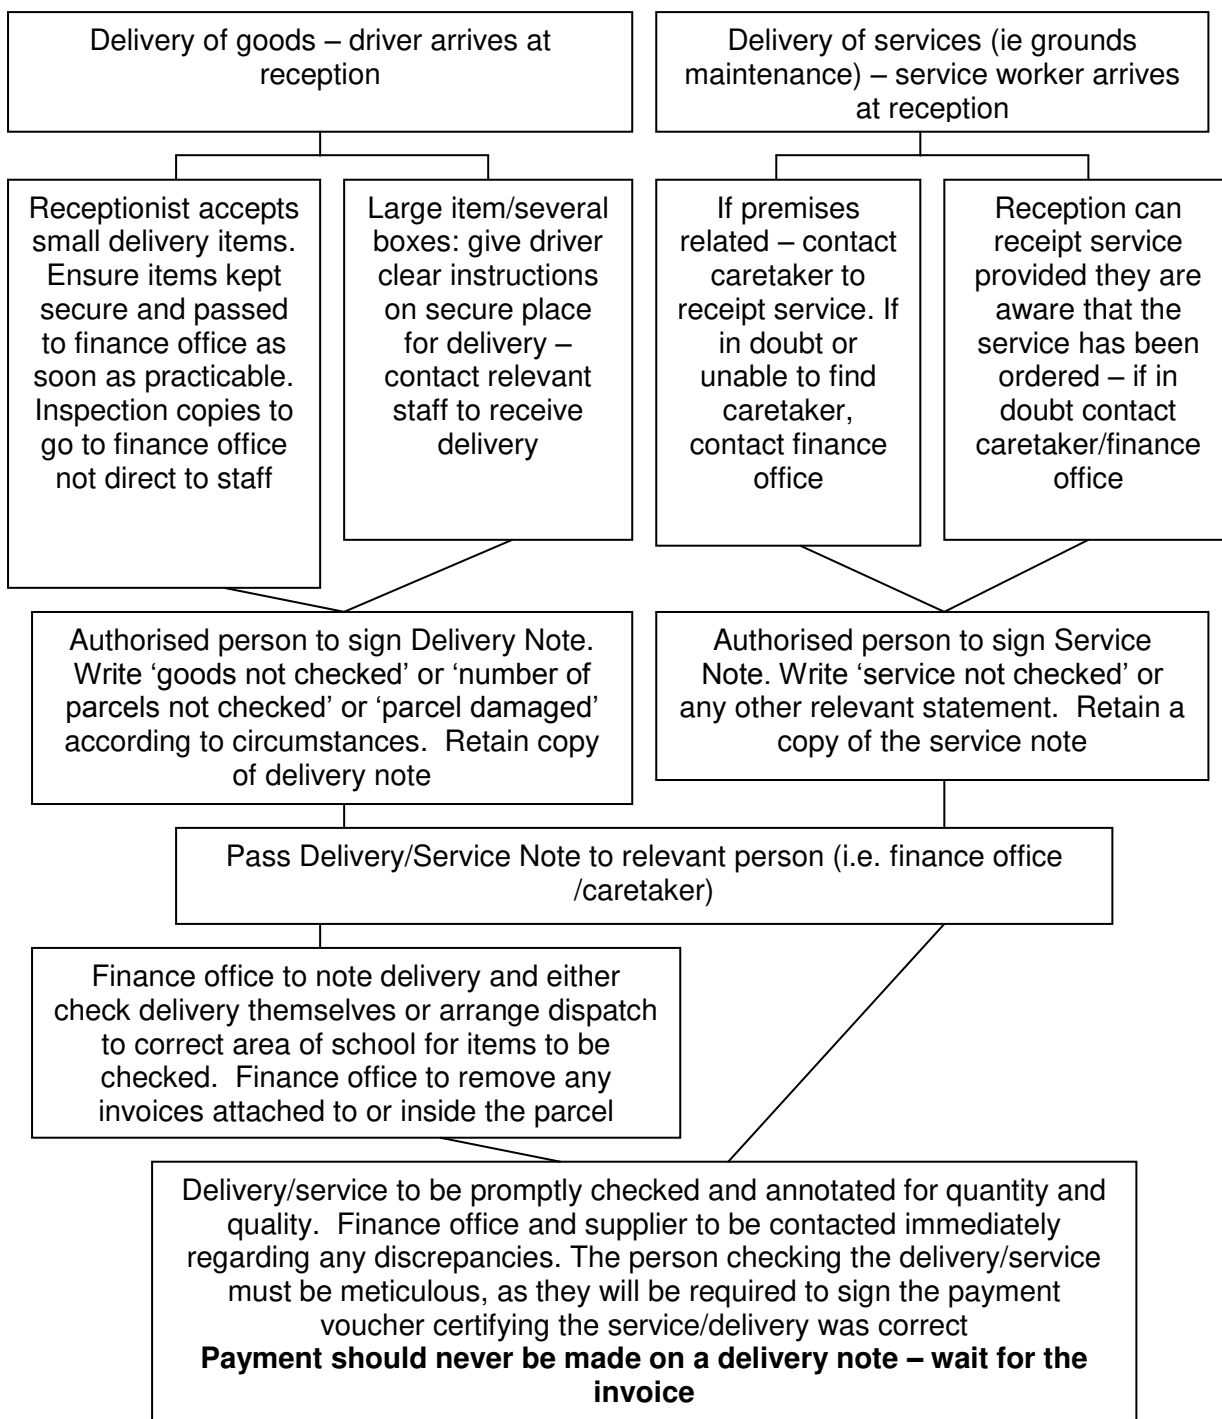 Delivery of goods – driver arrives at
reception
Delivery of services (ie grounds
maintenance) – service worker arrives
at reception
Receptionist accepts
small delivery items.
Ensure items kept
secure and passed
to finance office as
soon as practicable.
Inspection copies to
go to finance office
not direct to staff
Large item/several
boxes: give driver
clear instructions
on secure place
for delivery –
contact relevant
staff to receive
delivery
If premises
related – contact
caretaker to
receipt service. If
in doubt or
unable to find
caretaker,
contact finance
office
Reception can
receipt service
provided they are
aware that the
service has been
ordered – if in
doubt contact
caretaker/finance
office
Authorised person to sign Delivery Note.
Write ‘goods not checked’ or ‘number of
parcels not checked’ or ‘parcel damaged’
according to circumstances.  Retain copy
of delivery note
Authorised person to sign Service
Note. Write ‘service not checked’ or
any other relevant statement.  Retain a
copy of the service note
Pass Delivery/Service Note to relevant person (i.e. finance office
/caretaker)
Finance office to note delivery and either
check delivery themselves or arrange dispatch
to correct area of school for items to be
checked.  Finance office to remove any
invoices attached to or inside the parcel
Delivery/service to be promptly checked and annotated for quantity and
quality.  Finance office and supplier to be contacted immediately
regarding any discrepancies. The person checking the delivery/service
must be meticulous, as they will be required to sign the payment
voucher certifying the service/delivery was correct
Payment should never be made on a delivery note – wait for the
invoice